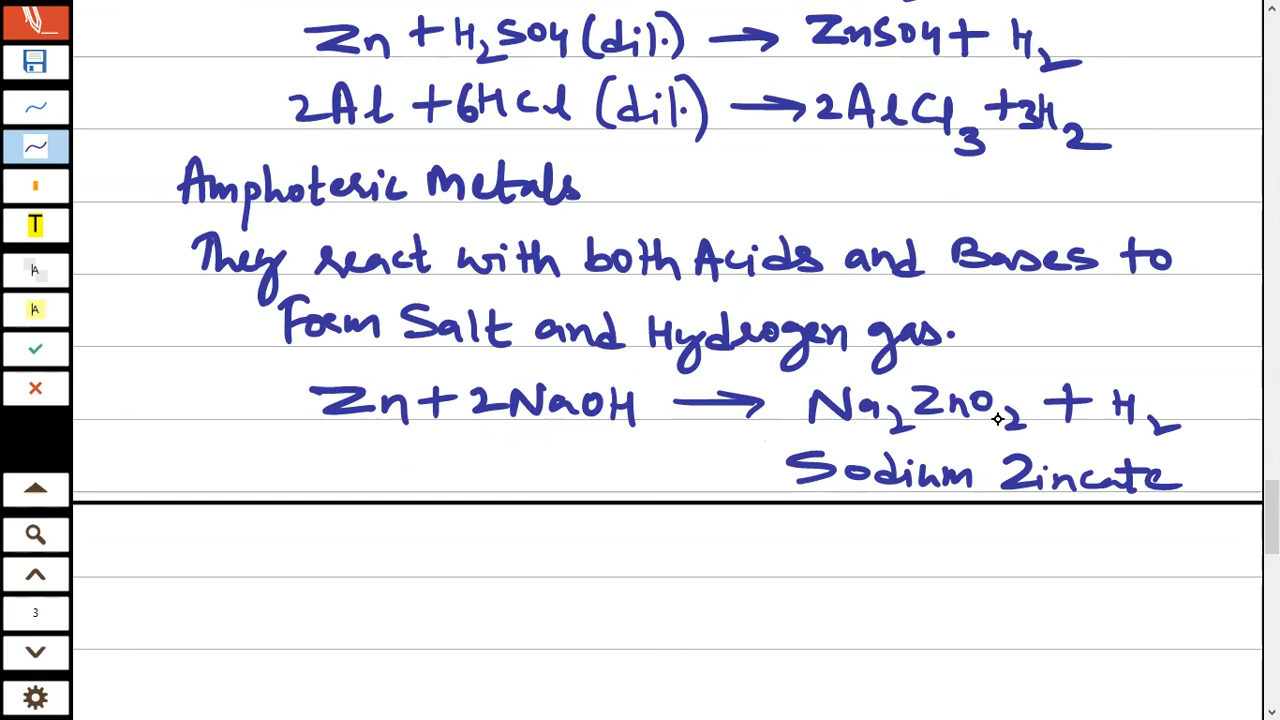 Zn + H₂SO4 (dil.) → ZnSO4 + H₂
2Al + 6HCl (dil.) → 2AlCl₃ + 3H₂
Amphoteric Metals
They react with both Acids and Bases to
Form Salt and Hydrogen gas.
Zn + 2NaOH → Na₂ZnO₂ + H₂
Sodium Zincate
T
A
A
3